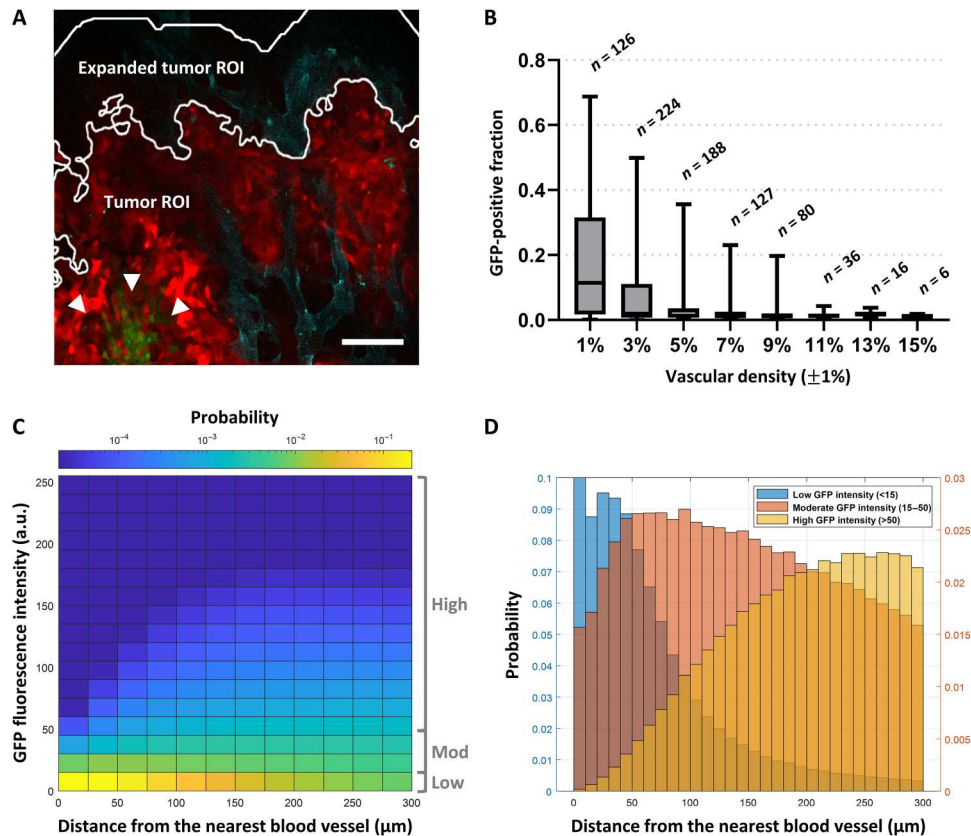 A
Expanded tumor ROI
Tumor ROI
B
GFP-positive fraction
0.8
0.6
0.4
0.2
0.0
n = 126
n = 224
n = 188
n = 127
n = 80
n = 36
n = 16
n = 6
1% 3% 5% 7% 9% 11% 13% 15%
Vascular density (±1%)
C
Probability
10⁻⁴ 10⁻³ 10⁻² 10⁻¹
GFP fluorescence intensity (a.u.)
250
200
150
100
50
0
High
Mod
Low
0 50 100 150 200 250 300
Distance from the nearest blood vessel (µm)
D
Probability
0.1
0.09
0.08
0.07
0.06
0.05
0.04
0.03
0.02
0.01
0
Low GFP intensity (<15)
Moderate GFP intensity (15–50)
High GFP intensity (>50)
0.03
0.025
0.02
0.015
0.01
0.005
0
0 50 100 150 200 250 300
Distance from the nearest blood vessel (µm)